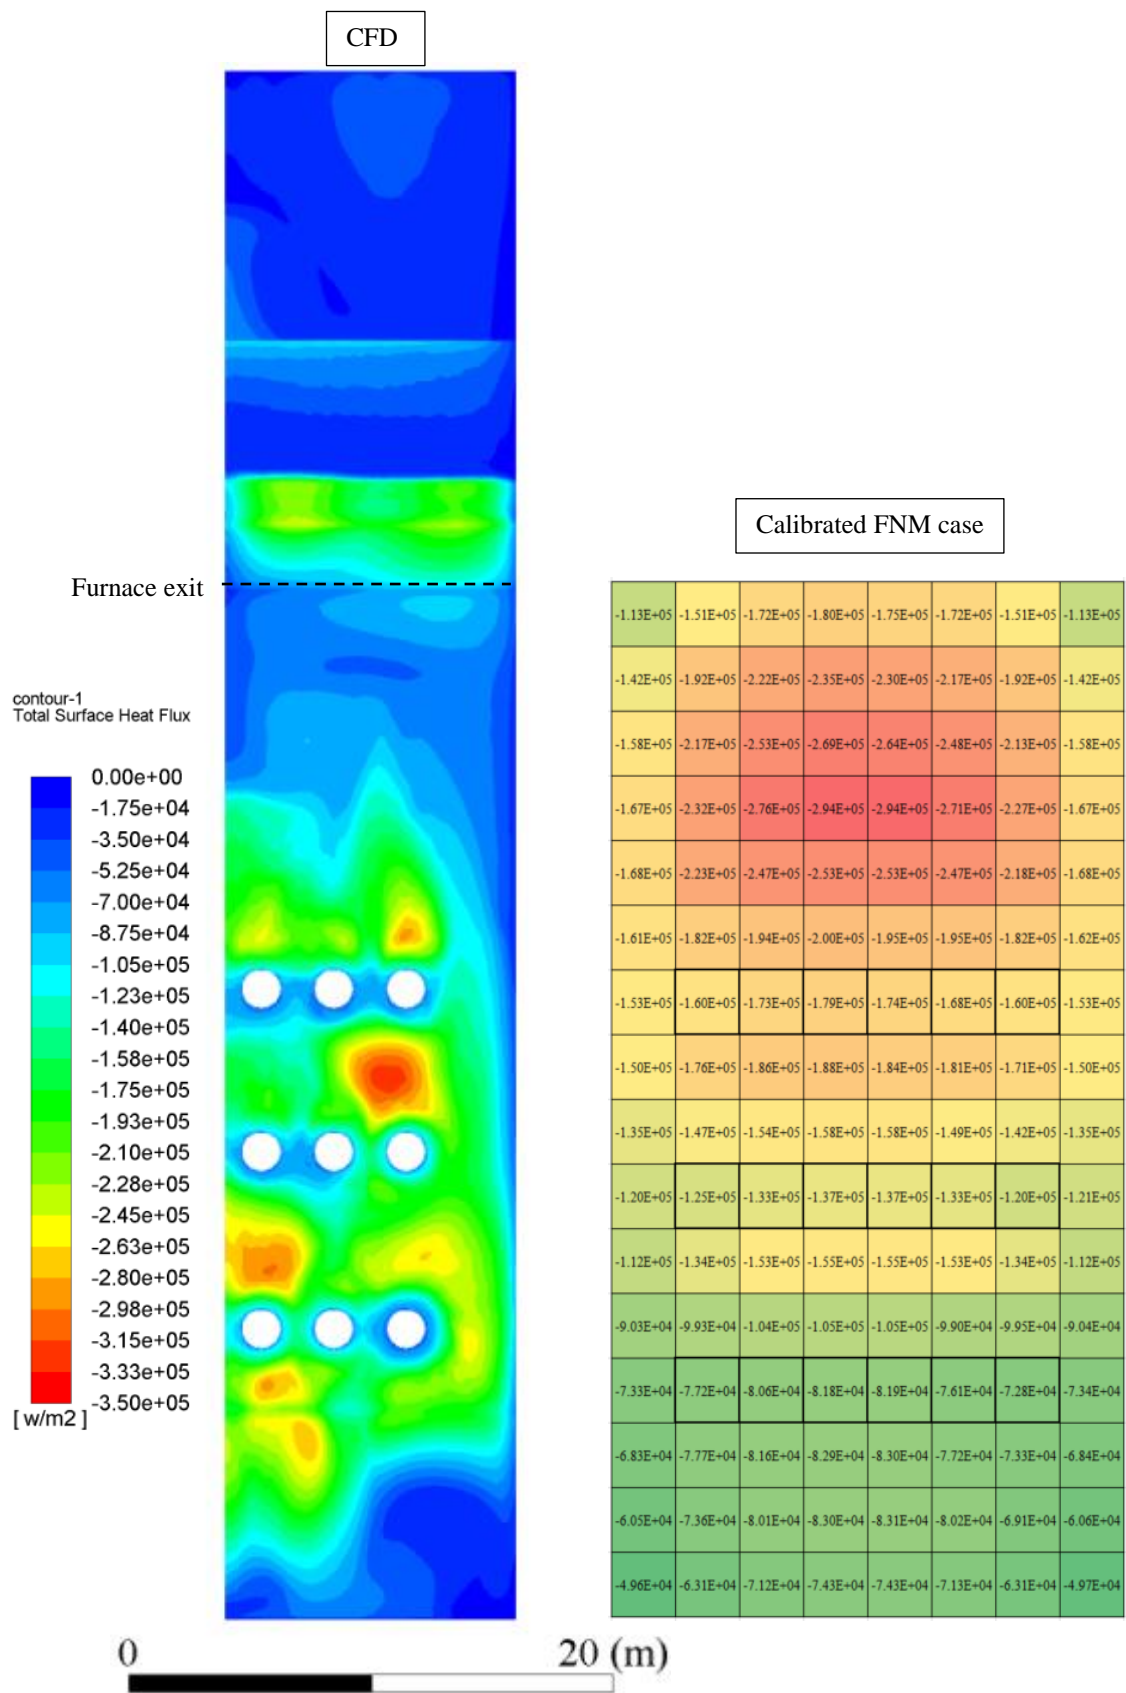 CFD
Calibrated FNM case
Furnace exit
contour-1
Total Surface Heat Flux
0.00e+00
-1.75e+04
-3.50e+04
-5.25e+04
-7.00e+04
-8.75e+04
-1.05e+05
-1.23e+05
-1.40e+05
-1.58e+05
-1.75e+05
-1.93e+05
-2.10e+05
-2.28e+05
-2.45e+05
-2.63e+05
-2.80e+05
-2.98e+05
-3.15e+05
-3.33e+05
-3.50e+05
[ w/m2 ]
-1.13E+05 -1.51E+05 -1.72E+05 -1.80E+05 -1.75E+05 -1.72E+05 -1.51E+05 -1.13E+05
-1.42E+05 -1.92E+05 -2.22E+05 -2.35E+05 -2.30E+05 -2.17E+05 -1.92E+05 -1.42E+05
-1.58E+05 -2.17E+05 -2.53E+05 -2.69E+05 -2.64E+05 -2.48E+05 -2.13E+05 -1.58E+05
-1.67E+05 -2.32E+05 -2.76E+05 -2.94E+05 -2.94E+05 -2.71E+05 -2.27E+05 -1.67E+05
-1.68E+05 -2.23E+05 -2.47E+05 -2.53E+05 -2.53E+05 -2.47E+05 -2.18E+05 -1.68E+05
-1.61E+05 -1.82E+05 -1.94E+05 -2.00E+05 -1.95E+05 -1.95E+05 -1.82E+05 -1.62E+05
-1.53E+05 -1.60E+05 -1.73E+05 -1.79E+05 -1.74E+05 -1.68E+05 -1.60E+05 -1.53E+05
-1.50E+05 -1.76E+05 -1.86E+05 -1.88E+05 -1.84E+05 -1.81E+05 -1.71E+05 -1.50E+05
-1.35E+05 -1.47E+05 -1.54E+05 -1.58E+05 -1.58E+05 -1.49E+05 -1.42E+05 -1.35E+05
-1.20E+05 -1.25E+05 -1.33E+05 -1.37E+05 -1.37E+05 -1.33E+05 -1.20E+05 -1.21E+05
-1.12E+05 -1.34E+05 -1.53E+05 -1.55E+05 -1.55E+05 -1.53E+05 -1.34E+05 -1.12E+05
-9.03E+04 -9.93E+04 -1.04E+05 -1.05E+05 -1.05E+05 -9.90E+04 -9.95E+04 -9.04E+04
-7.33E+04 -7.72E+04 -8.06E+04 -8.18E+04 -8.19E+04 -7.61E+04 -7.28E+04 -7.34E+04
-6.83E+04 -7.77E+04 -8.16E+04 -8.29E+04 -8.30E+04 -7.72E+04 -7.33E+04 -6.84E+04
-6.05E+04 -7.36E+04 -8.01E+04 -8.30E+04 -8.31E+04 -8.02E+04 -6.91E+04 -6.06E+04
-4.96E+04 -6.31E+04 -7.12E+04 -7.43E+04 -7.43E+04 -7.13E+04 -6.31E+04 -4.97E+04
0 20 (m)